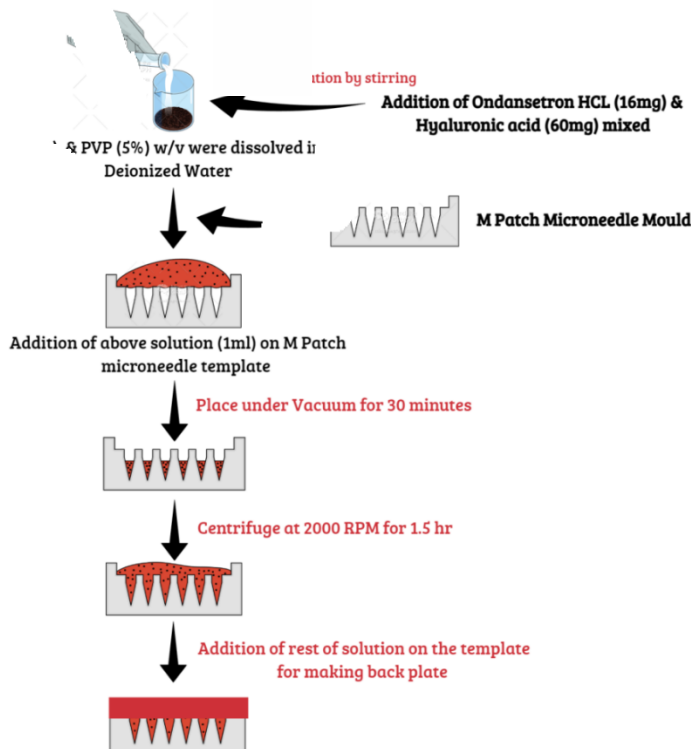 by stirring
Addition of Ondansetron HCL (16mg) &
Hyaluronic acid (60mg) mixed
& PVP (5%) w/v were dissolved
Deionized Water
M Patch Microneedle Mould
Addition of above solution (1ml) on M Patch
microneedle template
Place under Vacuum for 30 minutes
Centrifuge at 2000 RPM for 1.5 hr
Addition of rest of solution on the template
for making back plate